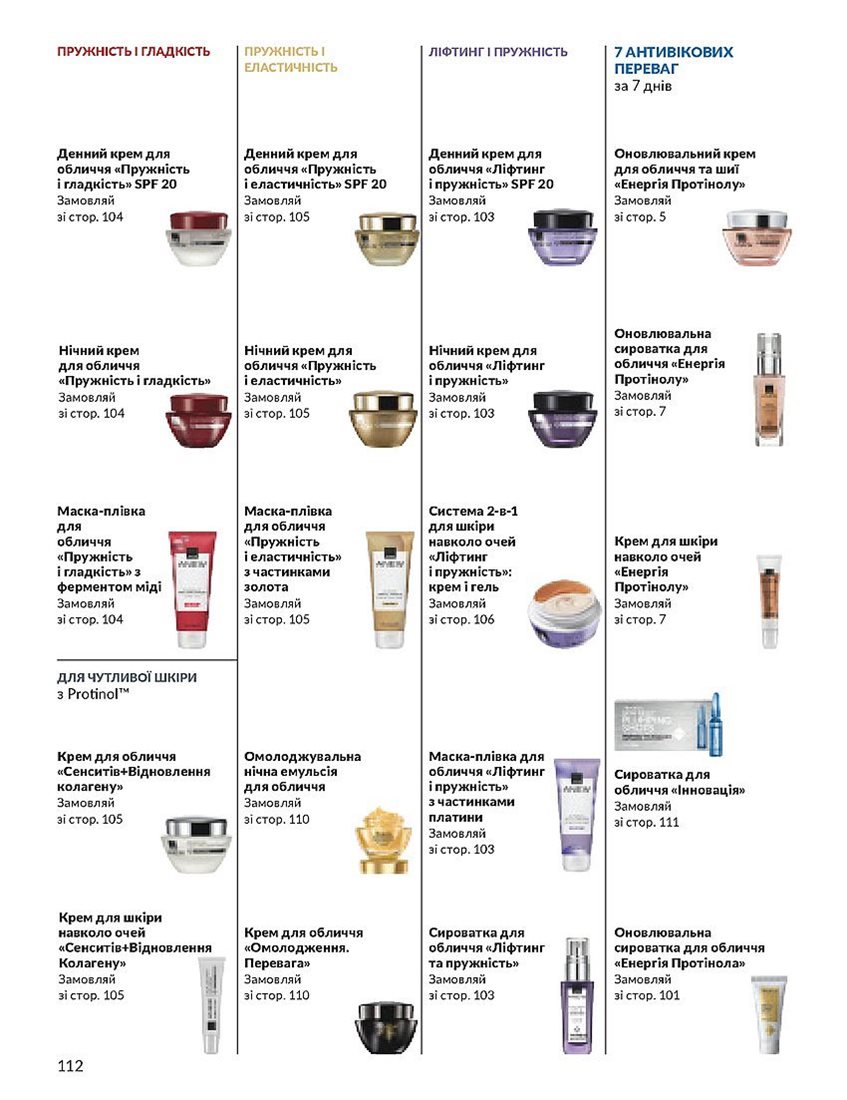 ПРУЖНІСТЬ І ГЛАДКІСТЬ
Денний крем для
обличчя «Пружність
і гладкість» SPF 20
Замовляй
зі стор. 104
Нічний крем
для обличчя
«Пружність і гладкість»
Замовляй
зі стор. 104
Маска-плівка
для
обличчя
«Пружність
і гладкість» з
ферментом міді
Замовляй
зі стор. 104
ДЛЯ ЧУТЛИВОЇ ШКІРИ
з Protinol™
Крем для обличчя
«Сенситів+Відновлення
колагену»
Замовляй
зі стор. 105
Крем для шкіри
навколо очей
«Сенситів+Відновлення
Колагену»
Замовляй
зі стор. 105
ПРУЖНІСТЬ І
ЕЛАСТИЧНІСТЬ
Денний крем для
обличчя «Пружність
і еластичність» SPF 20
Замовляй
зі стор. 105
Нічний крем для
обличчя «Пружність
і еластичність»
Замовляй
зі стор. 105
Маска-плівка
для обличчя
«Пружність
і еластичність»
з частинками
золота
Замовляй
зі стор. 105
Омолоджувальна
нічна емульсія
для обличчя
Замовляй
зі стор. 110
Крем для обличчя
«Омолодження.
Перевага»
Замовляй
зі стор. 110
ЛІФТИНГ І ПРУЖНІСТЬ
Денний крем для
обличчя «Ліфтинг
і пружність» SPF 20
Замовляй
зі стор. 103
Нічний крем для
обличчя «Ліфтинг
і пружність»
Замовляй
зі стор. 103
Система 2-в-1
для шкіри
навколо очей
«Ліфтинг
і пружність»:
крем і гель
Замовляй
зі стор. 106
Маска-плівка для
обличчя «Ліфтинг
і пружність»
з частинками
платини
Замовляй
зі стор. 103
Сироватка для
обличчя «Ліфтинг
та пружність»
Замовляй
зі стор. 103
7 АНТИВІКОВИХ
ПЕРЕВАГ
за 7 днів
Оновлювальний крем
для обличчя та шиї
«Енергія Протінолу»
Замовляй
зі стор. 5
Оновлювальна
сироватка для
обличчя «Енергія
Протінолу»
Замовляй
зі стор. 7
Крем для шкіри
навколо очей
«Енергія
Протінолу»
Замовляй
зі стор. 7
PLUMPING
SHOTS
Сироватка для
обличчя «Інновація»
Замовляй
зі стор. 111
Оновлювальна
сироватка для обличчя
«Енергія Протінола»
Замовляй
зі стор. 101
112